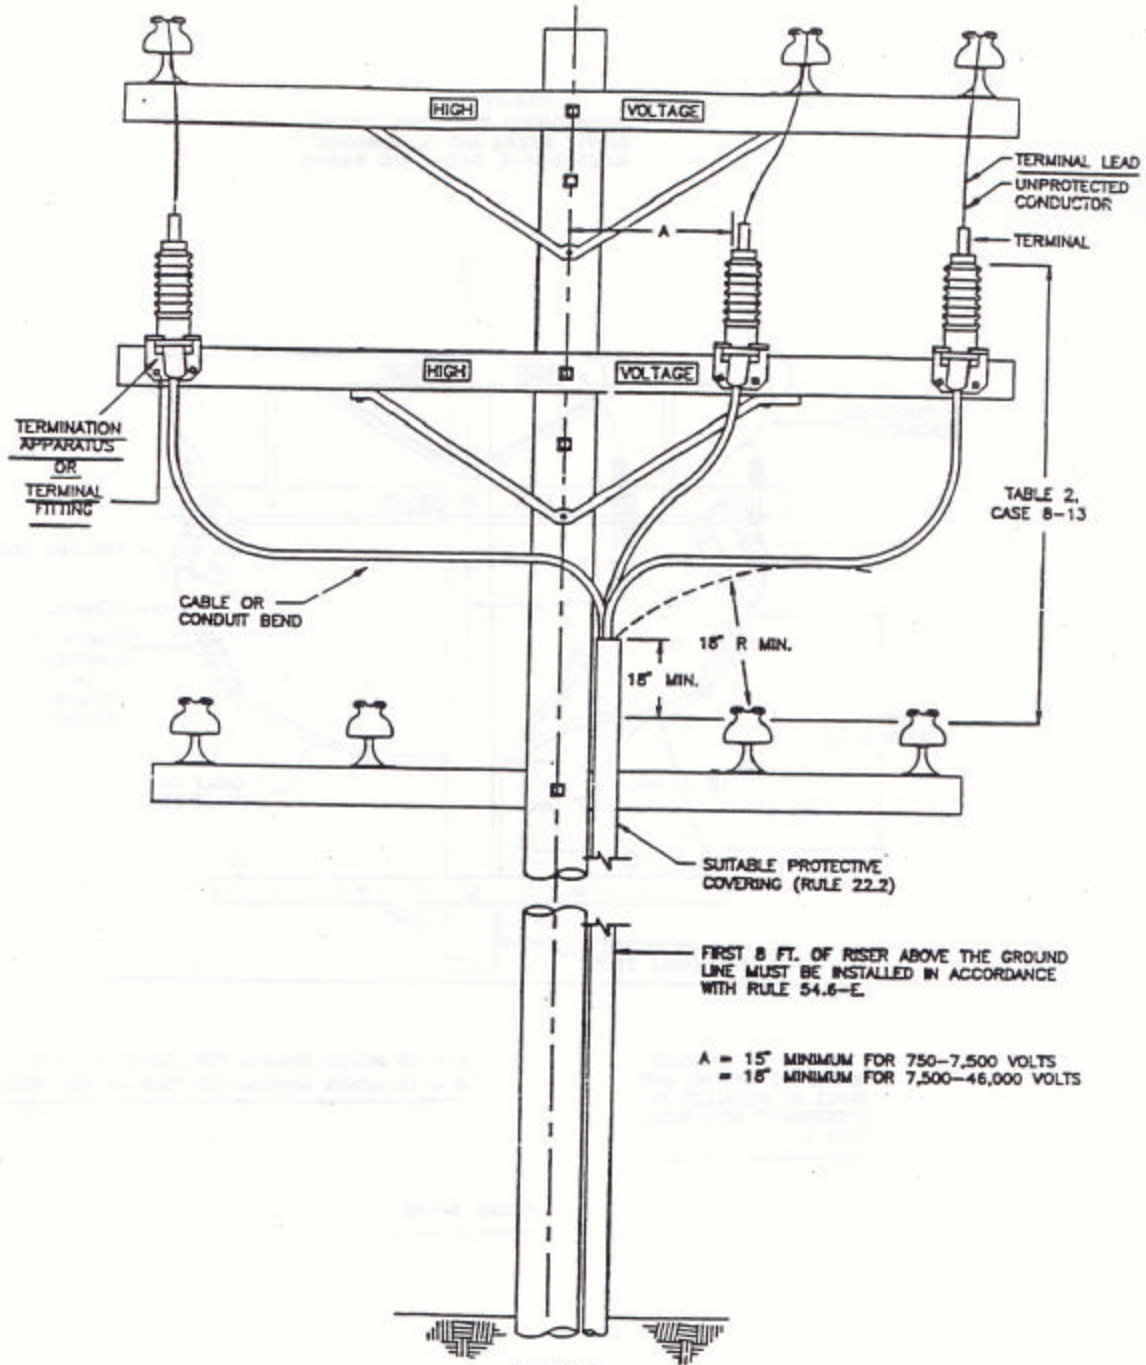 HIGH
VOLTAGE
TERMINAL LEAD
UNPROTECTED
CONDUCTOR
A
TERMINAL
HIGH
VOLTAGE
TERMINATION
APPARATUS
OR
TERMINAL
FITTING
TABLE 2,
CASE 8-13
CABLE OR
CONDUIT BEND
18" R MIN.
18" MIN.
SUITABLE PROTECTIVE
COVERING (RULE 22.2)
FIRST 8 FT. OF RISER ABOVE THE GROUND
LINE MUST BE INSTALLED IN ACCORDANCE
WITH RULE 54.6-E.
A = 15" MINIMUM FOR 750-7,500 VOLTS
= 18" MINIMUM FOR 7,500-46,000 VOLTS